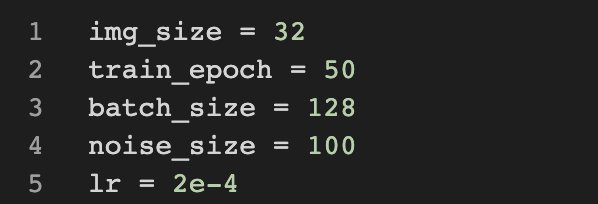 1 img_size = 32
2 train_epoch = 50
3 batch_size = 128
4 noise_size = 100
5 lr = 2e-4